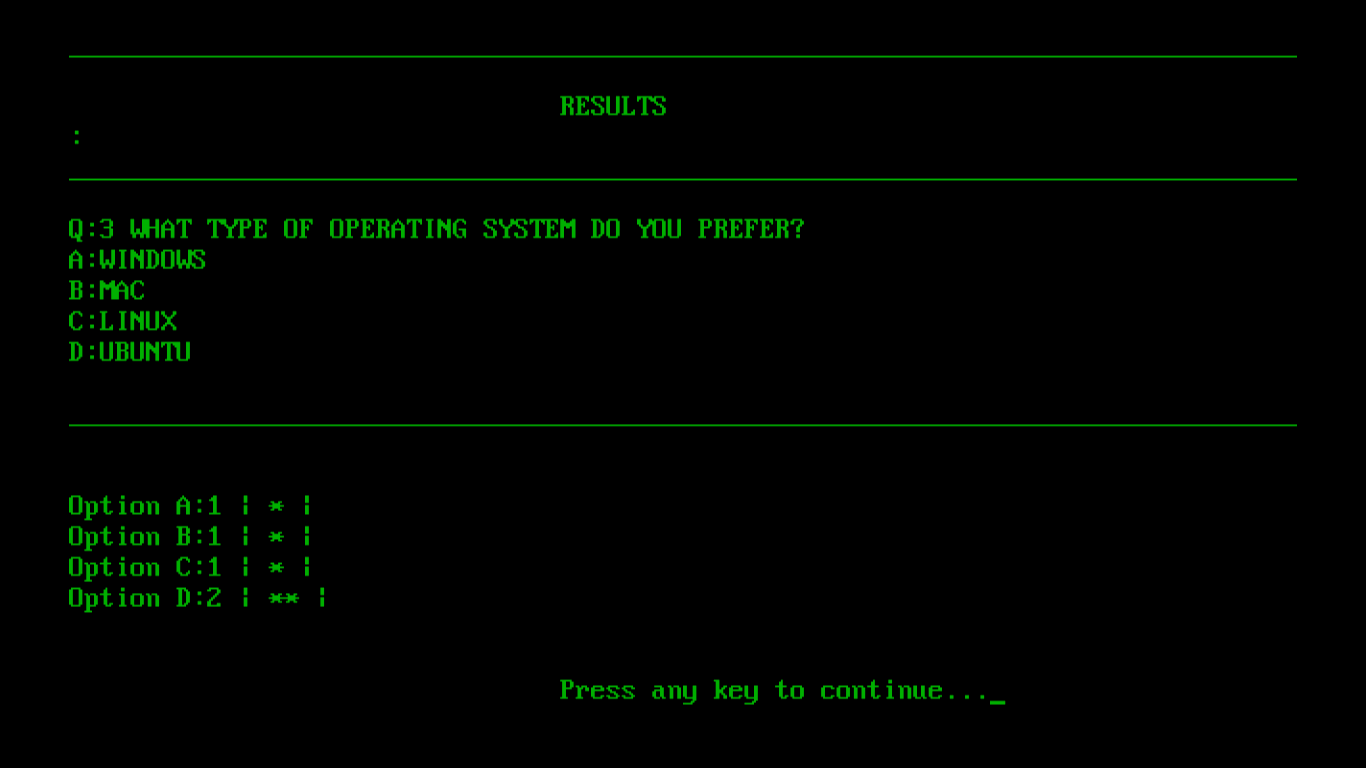 RESULTS
:
Q:3 WHAT TYPE OF OPERATING SYSTEM DO YOU PREFER?
A:WINDOWS
B:MAC
C:LINUX
D:UBUNTU
Option A:1 | * |
Option B:1 | * |
Option C:1 | * |
Option D:2 | ** |
Press any key to continue..._